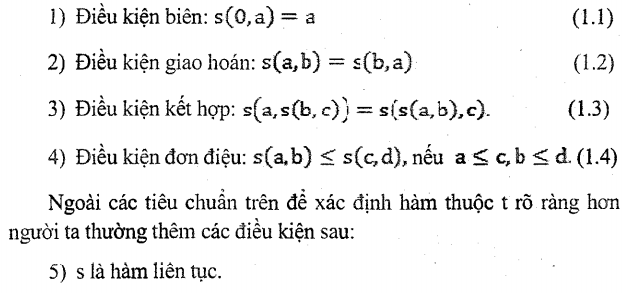 1) Điều kiện biên: s(0,a) = a (1.1)
2) Điều kiện giao hoán: s(a,b) = s(b,a) (1.2)
3) Điều kiện kết hợp: s(a,s(b,c)) = s(s(a,b),c). (1.3)
4) Điều kiện đơn điệu: s(a,b) ≤ s(c,d), nếu a ≤ c, b ≤ d. (1.4)
Ngoài các tiêu chuẩn trên để xác định hàm thuộc t rõ ràng hơn
người ta thường thêm các điều kiện sau:
5) s là hàm liên tục.